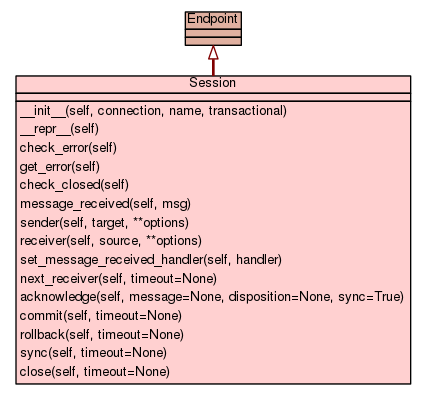 Endpoint
Session
__init__(self, connection, name, transactional)
__repr__(self)
check_error(self)
get_error(self)
check_closed(self)
message_received(self, msg)
sender(self, target, **options)
receiver(self, source, **options)
set_message_received_handler(self, handler)
next_receiver(self, timeout=None)
acknowledge(self, message=None, disposition=None, sync=True)
commit(self, timeout=None)
rollback(self, timeout=None)
sync(self, timeout=None)
close(self, timeout=None)